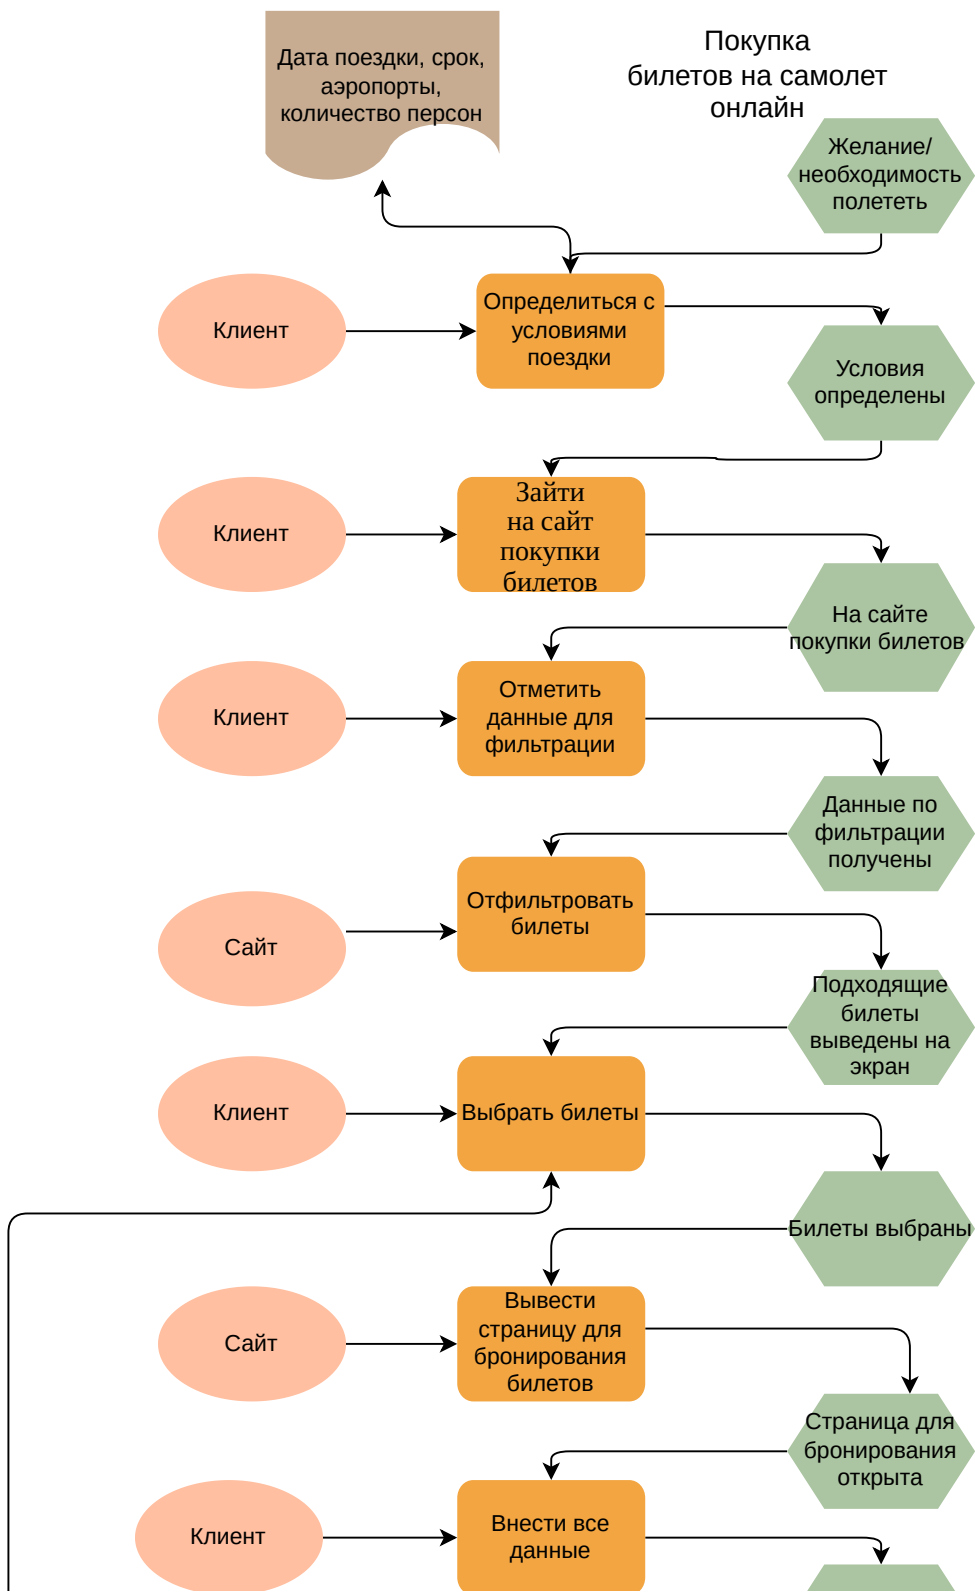 Дата поездки, срок,
аэропорты,
количество персон
Покупка
билетов на самолет
онлайн
Желание/
необходимость
полететь
Клиент
Определиться с
условиями
поездки
Условия
определены
Клиент
Зайти
на сайт
покупки
билетов
На сайте
покупки билетов
Клиент
Отметить
данные для
фильтрации
Данные по
фильтрации
получены
Сайт
Отфильтровать
билеты
Подходящие
билеты
выведены на
экран
Клиент
Выбрать билеты
Билеты выбраны
Сайт
Вывести
страницу для
бронирования
билетов
Страница для
бронирования
открыта
Клиент
Внести все
данные